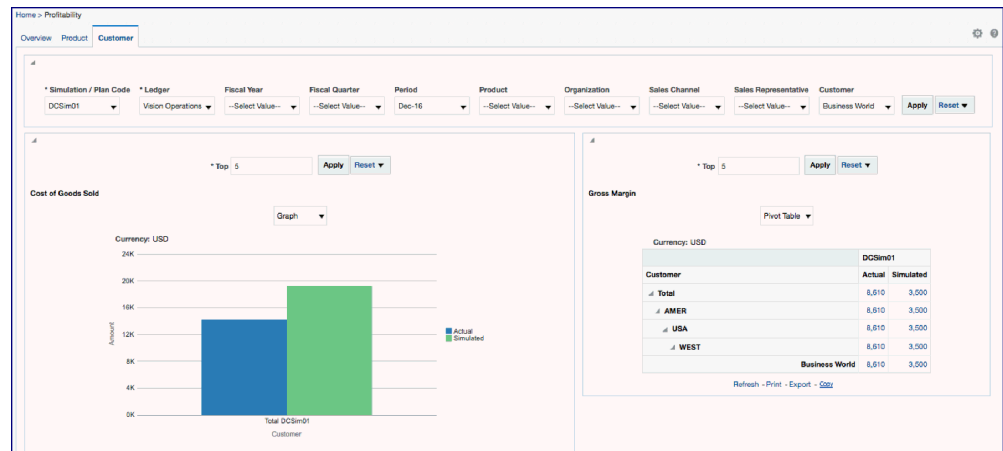 Home > Profitability
Overview Product Customer
* Simulation / Plan Code * Ledger Fiscal Year Fiscal Quarter Period Product Organization Sales Channel Sales Representative Customer
DCSim01 Vision Operations --Select Value-- --Select Value-- Dec-16 --Select Value-- --Select Value-- --Select Value-- --Select Value-- Business World Apply Reset
* Top 5 Apply Reset
Cost of Goods Sold
Graph
Currency: USD
24K
20K
16K
12K
8K
4K
0K
Amount
Actual
Simulated
Total DCSim01
Customer
* Top 5 Apply Reset
Gross Margin
Pivot Table
Currency: USD
DCSim01
Customer Actual Simulated
Total 8,610 3,500
AMER 8,610 3,500
USA 8,610 3,500
WEST 8,610 3,500
Business World 8,610 3,500
Refresh - Print - Export - Copy